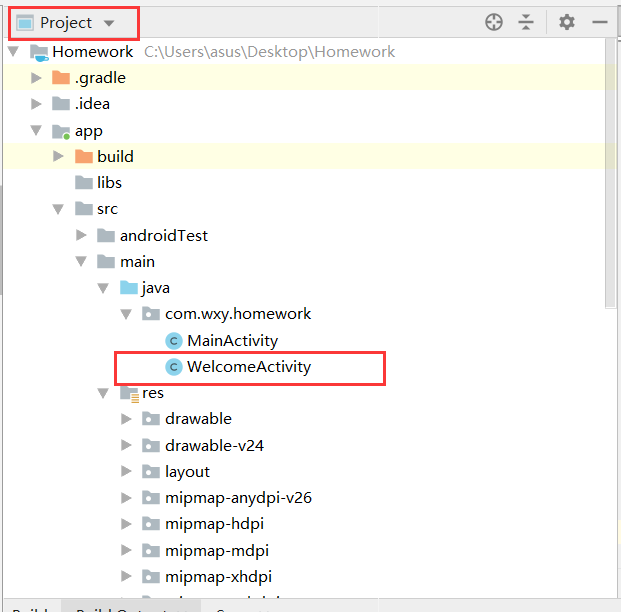 Project
Homework C:\Users\asus\Desktop\Homework
.gradle
.idea
app
build
libs
src
androidTest
main
java
com.wxy.homework
C MainActivity
C WelcomeActivity
res
drawable
drawable-v24
layout
mipmap-anydpi-v26
mipmap-hdpi
mipmap-mdpi
mipmap-xhdpi